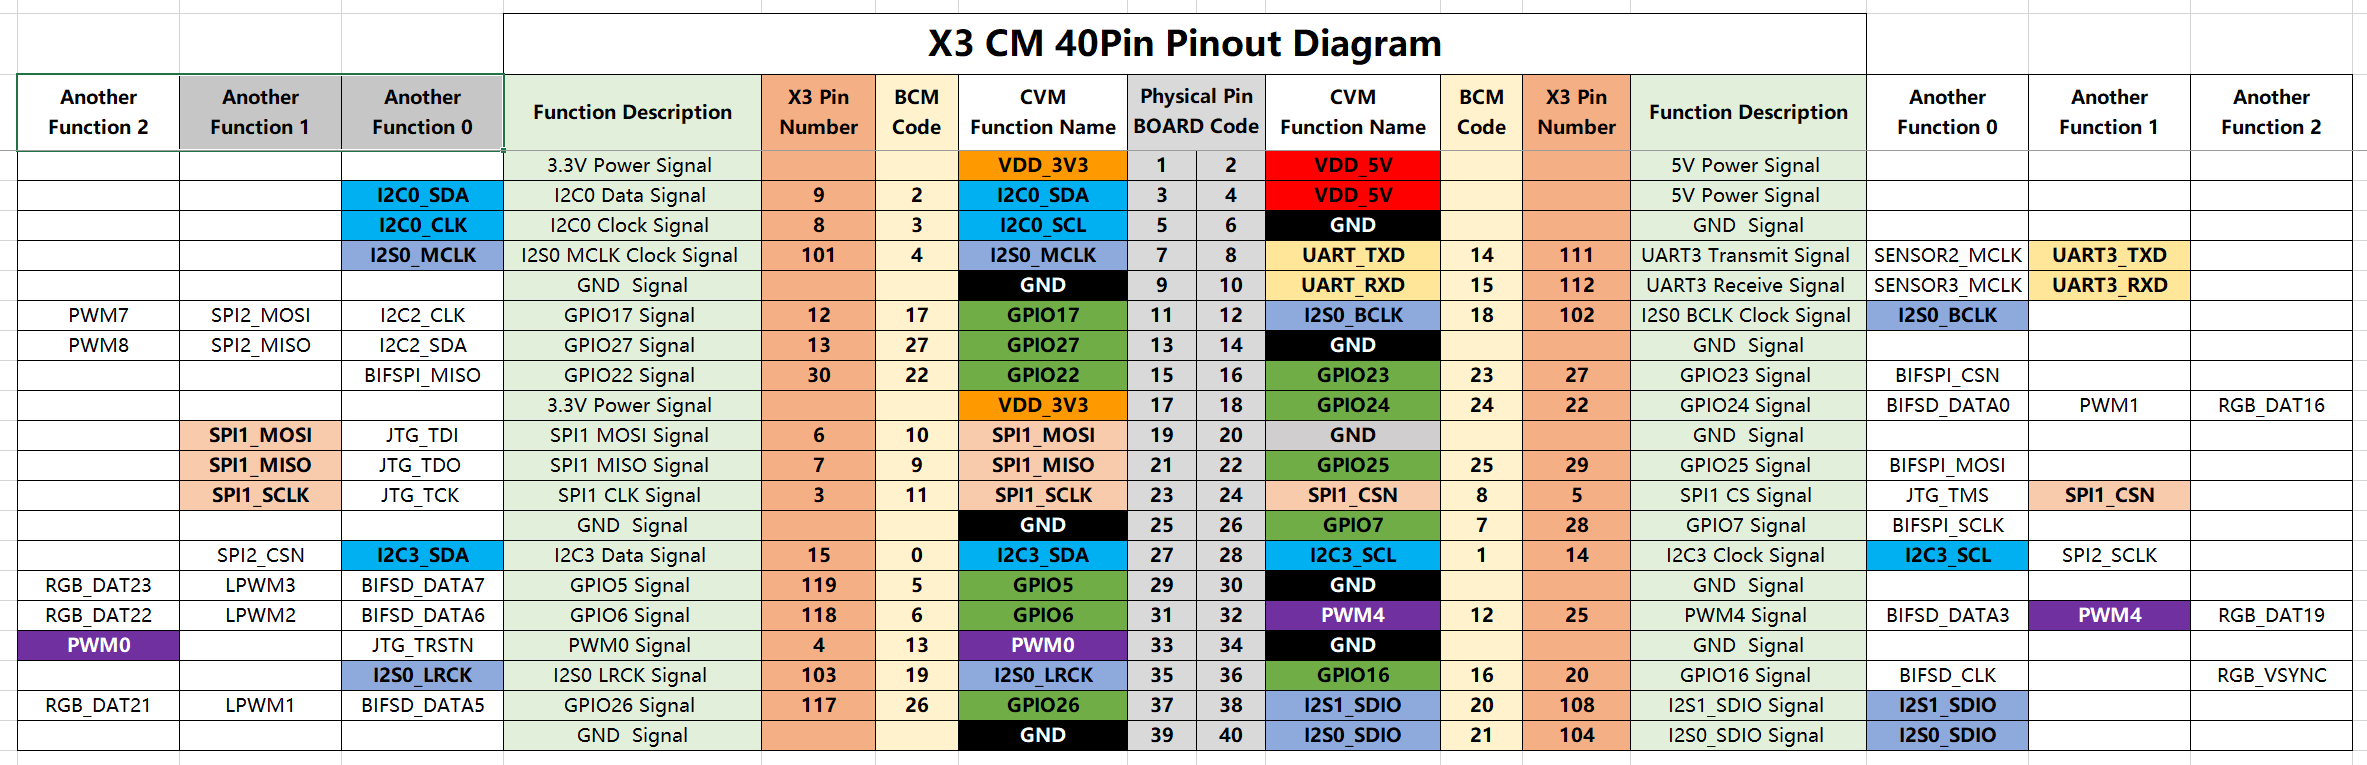 X3 CM 40Pin Pinout Diagram
Another Function 2 Another Function 1 Another Function 0 Function Description X3 Pin Number BCM Code CVM Function Name Physical Pin BOARD Code CVM Function Name BCM Code X3 Pin Number Function Description Another Function 0 Another Function 1 Another Function 2
3.3V Power Signal VDD_3V3 1 2 VDD_5V 5V Power Signal
I2C0_SDA I2C0 Data Signal 9 2 I2C0_SDA 3 4 VDD_5V 5V Power Signal
I2C0_CLK I2C0 Clock Signal 8 3 I2C0_SCL 5 6 GND GND Signal
I2S0_MCLK I2S0 MCLK Clock Signal 101 4 I2S0_MCLK 7 8 UART_TXD 14 111 UART3 Transmit Signal SENSOR2_MCLK UART3_TXD
GND Signal GND 9 10 UART_RXD 15 112 UART3 Receive Signal SENSOR3_MCLK UART3_RXD
PWM7 SPI2_MOSI I2C2_CLK GPIO17 Signal 12 17 GPIO17 11 12 I2S0_BCLK 18 102 I2S0 BCLK Clock Signal I2S0_BCLK
PWM8 SPI2_MISO I2C2_SDA GPIO27 Signal 13 27 GPIO27 13 14 GND GND Signal
BIFSPI_MISO GPIO22 Signal 30 22 GPIO22 15 16 GPIO23 23 27 GPIO23 Signal BIFSPI_CSN
3.3V Power Signal VDD_3V3 17 18 GPIO24 24 22 GPIO24 Signal BIFSD_DATA0 PWM1 RGB_DAT16
SPI1_MOSI JTG_TDI SPI1 MOSI Signal 6 10 SPI1_MOSI 19 20 GND GND Signal
SPI1_MISO JTG_TDO SPI1 MISO Signal 7 9 SPI1_MISO 21 22 GPIO25 25 29 GPIO25 Signal BIFSPI_MOSI
SPI1_SCLK JTG_TCK SPI1 CLK Signal 3 11 SPI1_SCLK 23 24 SPI1_CSN 8 5 SPI1 CS Signal JTG_TMS SPI1_CSN
GND Signal GND 25 26 GPIO7 7 28 GPIO7 Signal BIFSPI_SCLK
SPI2_CSN I2C3_SDA I2C3 Data Signal 15 0 I2C3_SDA 27 28 I2C3_SCL 1 14 I2C3 Clock Signal I2C3_SCL SPI2_SCLK
RGB_DAT23 LPWM3 BIFSD_DATA7 GPIO5 Signal 119 5 GPIO5 29 30 GND GND Signal
RGB_DAT22 LPWM2 BIFSD_DATA6 GPIO6 Signal 118 6 GPIO6 31 32 PWM4 12 25 PWM4 Signal BIFSD_DATA3 PWM4 RGB_DAT19
PWM0 JTG_TRSTN PWM0 Signal 4 13 PWM0 33 34 GND GND Signal
I2S0_LRCK I2S0 LRCK Signal 103 19 I2S0_LRCK 35 36 GPIO16 16 20 GPIO16 Signal BIFSD_CLK RGB_VSYNC
RGB_DAT21 LPWM1 BIFSD_DATA5 GPIO26 Signal 117 26 GPIO26 37 38 I2S1_SDIO 20 108 I2S1_SDIO Signal I2S1_SDIO
GND Signal GND 39 40 I2S0_SDIO 21 104 I2S0_SDIO Signal I2S0_SDIO